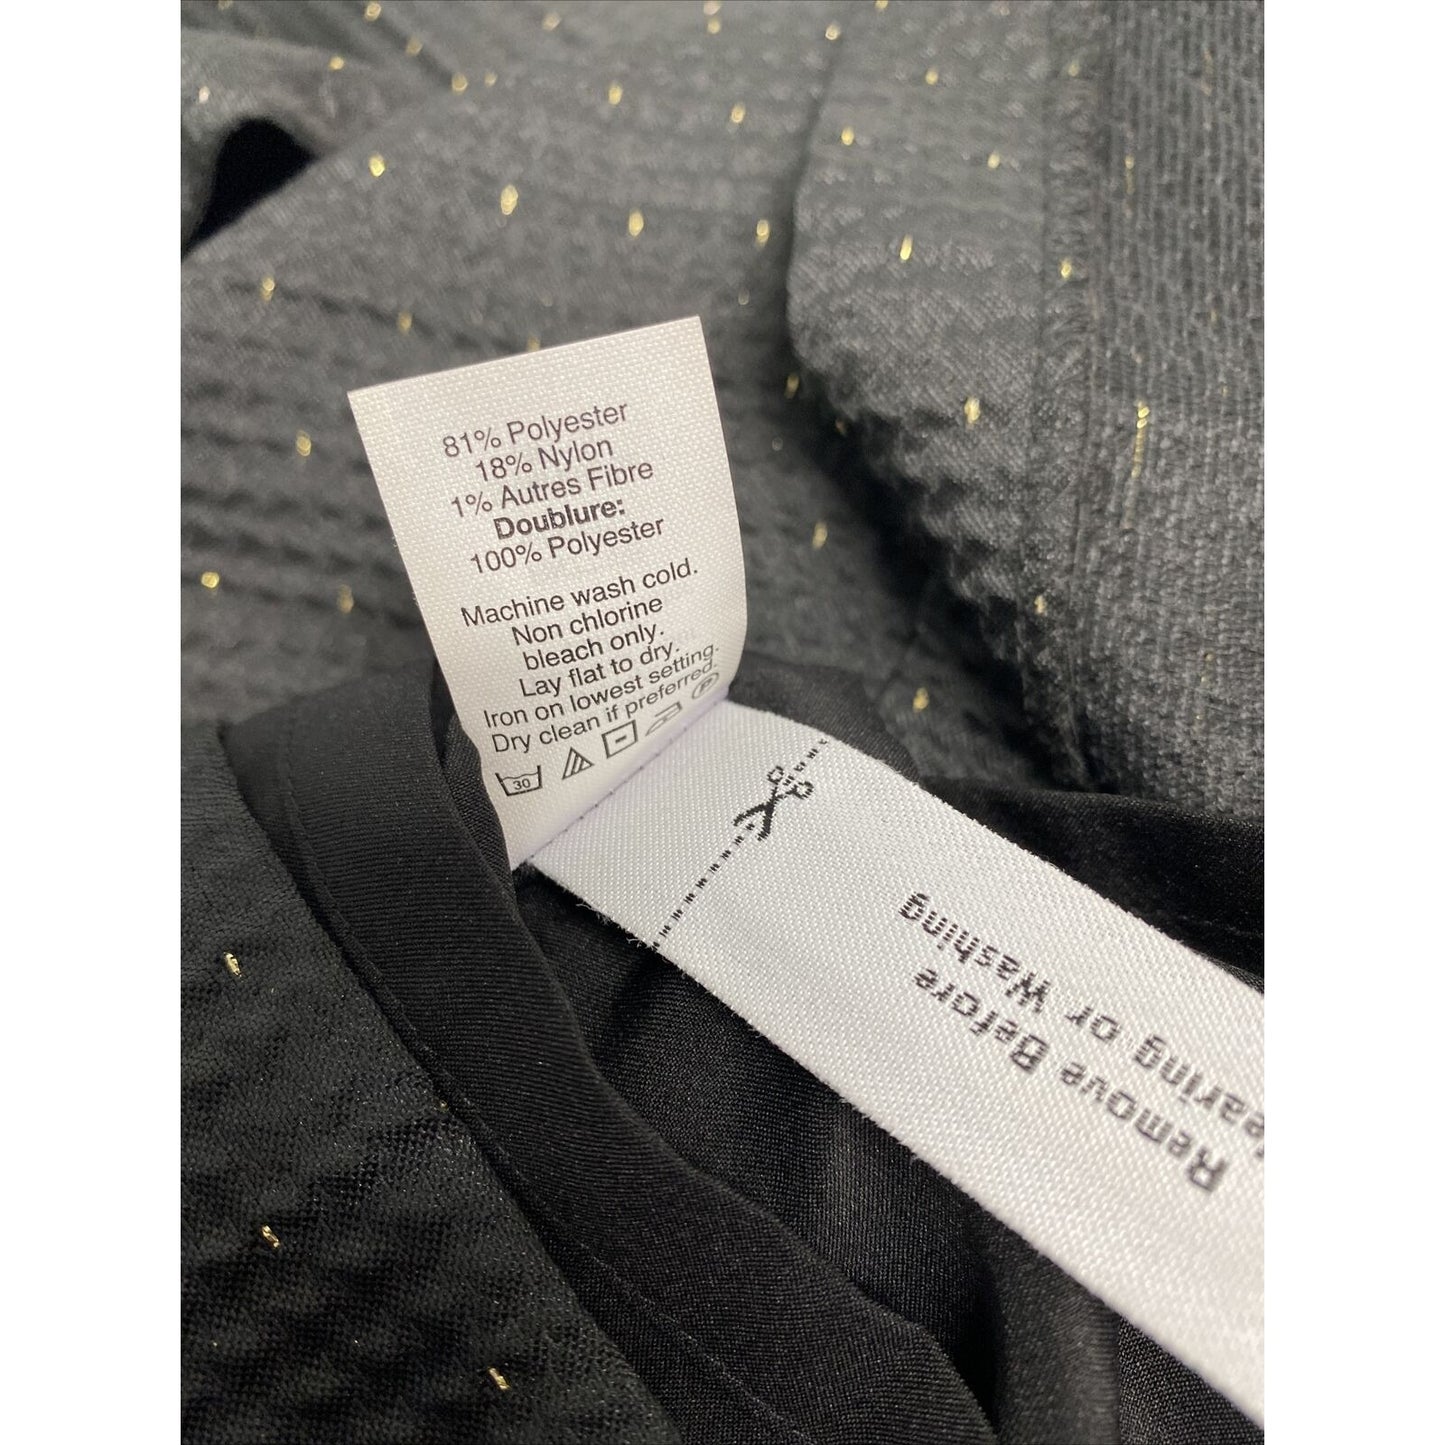 81% Polyester
18% Nylon
1% Autres Fibre
Doublure:
100% Polyester
Machine wash cold.
Non chlorine
bleach only.
Lay flat to dry.
Iron on lowest setting.
Dry clean if preferred.
30
P
Remove Before
earing or Washing